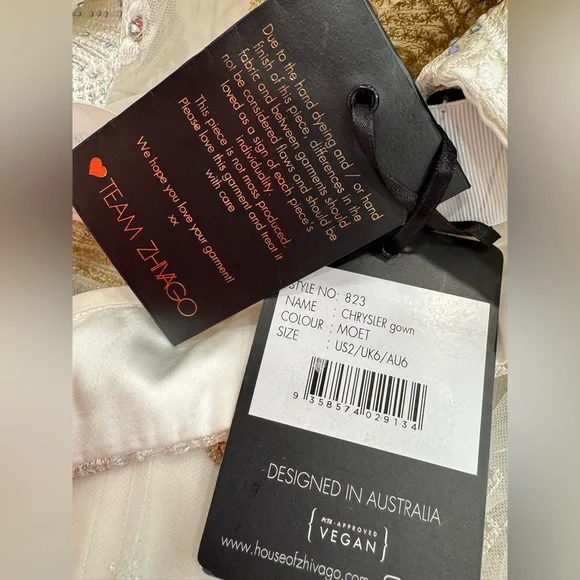 Due to the hand dyeing and / or hand
finish of this piece, differences in the
fabric and between garments should
not be considered flaws and should be
loved as a sign of each piece's
individuality.
This piece is not mass produced.
Please love this garment and treat it
with care
xx
We hope you love your garment!
TEAM ZHIVAGO
STYLE NO: 823
NAME : CHRYSLER gown
COLOUR : MOET
SIZE : US2/UK6/AU6
9 358574 029134
DESIGNED IN AUSTRALIA
PETA-APPROVED
VEGAN
www.houseofzhivago.com